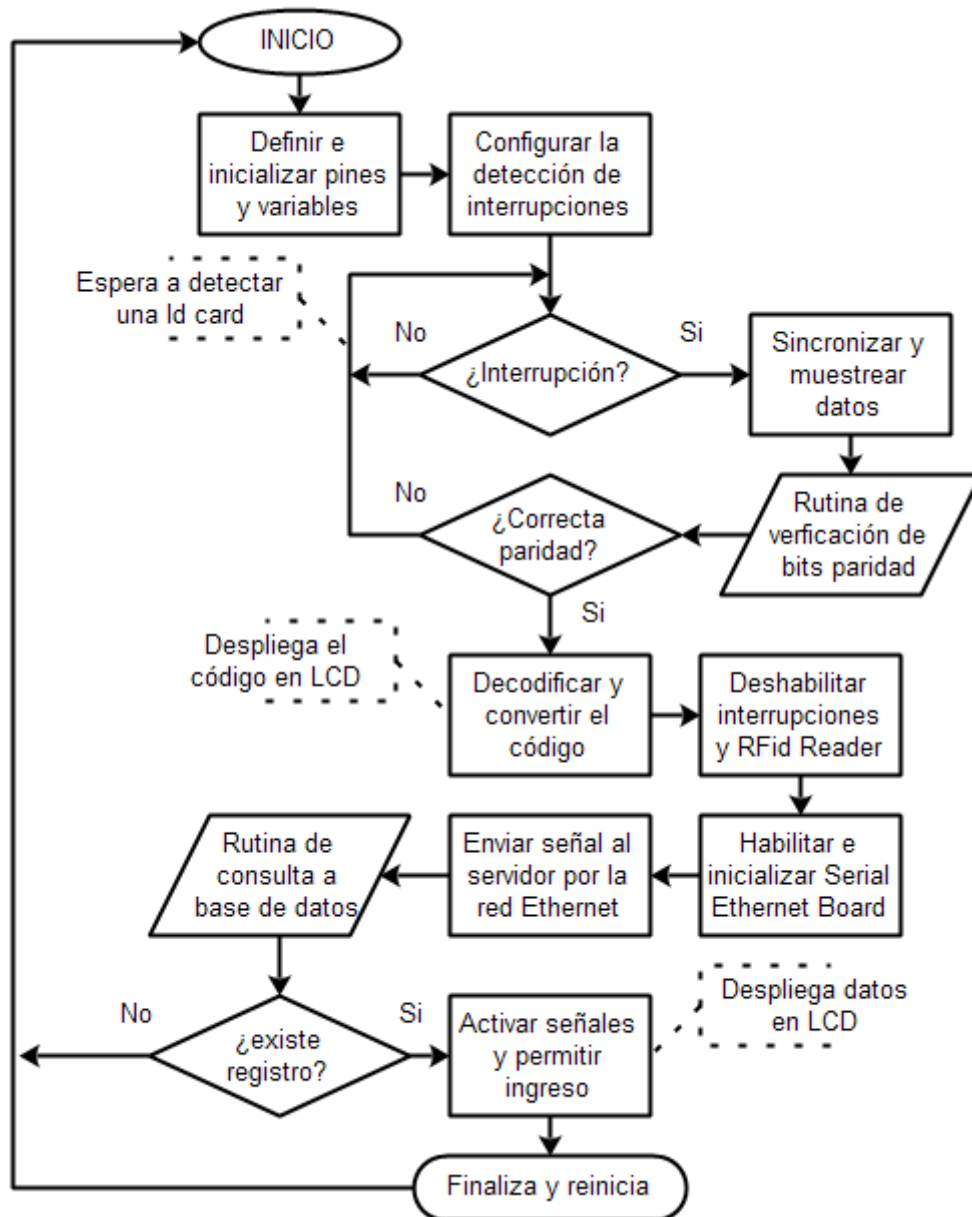 INICIO
Definir e
inicializar pines
y variables
Configurar la
detección de
interrupciones
Espera a detectar
una Id card
No
¿Interrupción?
Si
Sincronizar y
muestrear
datos
No
¿Correcta
paridad?
Rutina de
verficación de
bits paridad
Si
Despliega el
código en LCD
Decodificar y
convertir el
código
Deshabilitar
interrupciones
y RFid Reader
Rutina de
consulta a
base de datos
Enviar señal al
servidor por la
red Ethernet
Habilitar e
inicializar Serial
Ethernet Board
No
¿existe
registro?
Si
Activar señales
y permitir
ingreso
Despliega datos
en LCD
Finaliza y reinicia